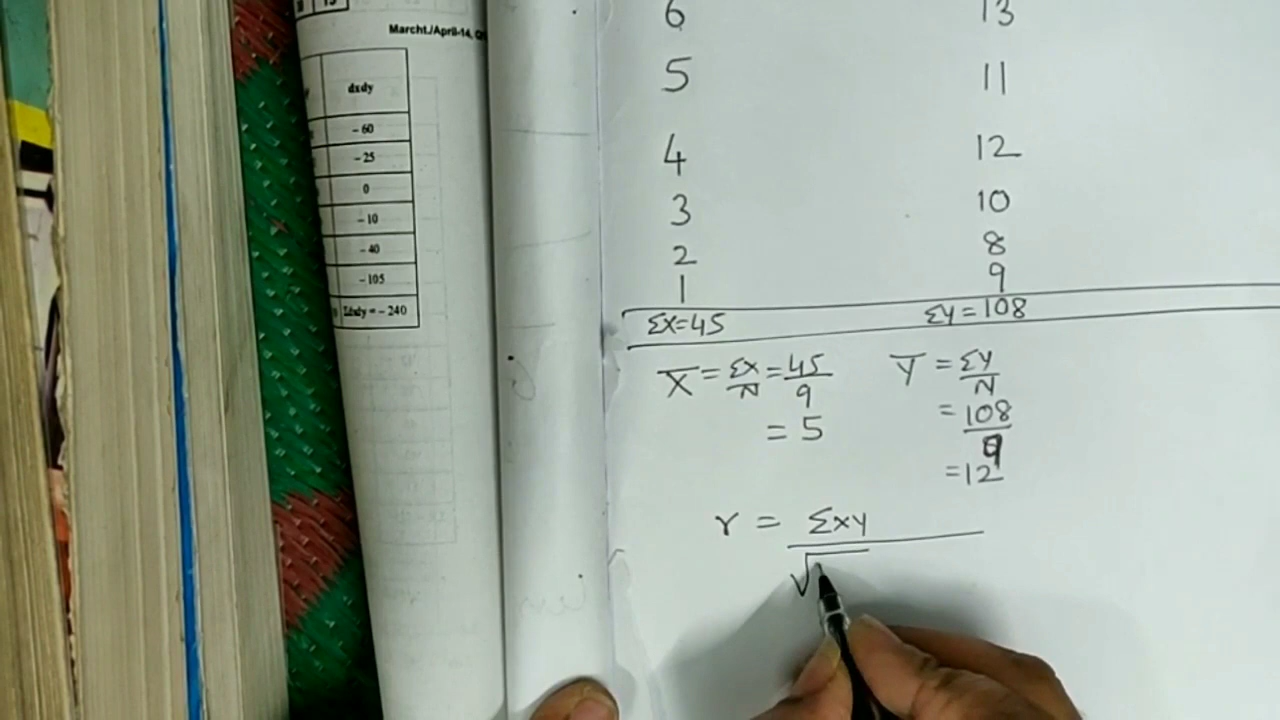 Marcht./April-14, Q
dxdy
- 60
- 25
0
- 10
- 40
- 105
Σdxdy = - 240
6 13
5 11
4 12
3 10
2 8
1 9
ΣX=45 ΣY=108
X̅ = ΣX/N = 45/9
= 5
Y̅ = ΣY/N
= 108/9
=12
r = Σxy
√